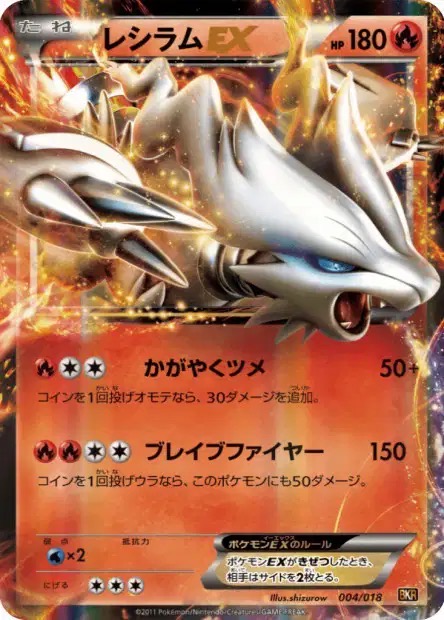 たね レシラムEX HP180
かがやくツメ 50+
コインを1回投げオモテなら、30ダメージを追加。
ブレイブファイヤー 150
コインを1回投げウラなら、このポケモンにも50ダメージ。
弱点 抵抗力
×2
にげる
ポケモンEXのルール
ポケモンEXがきぜつしたとき、
相手はサイドを2枚とる。
Illus.shizurow 004/018 BKR
©2011 Pokémon/Nintendo/Creatures/GAME FREAK